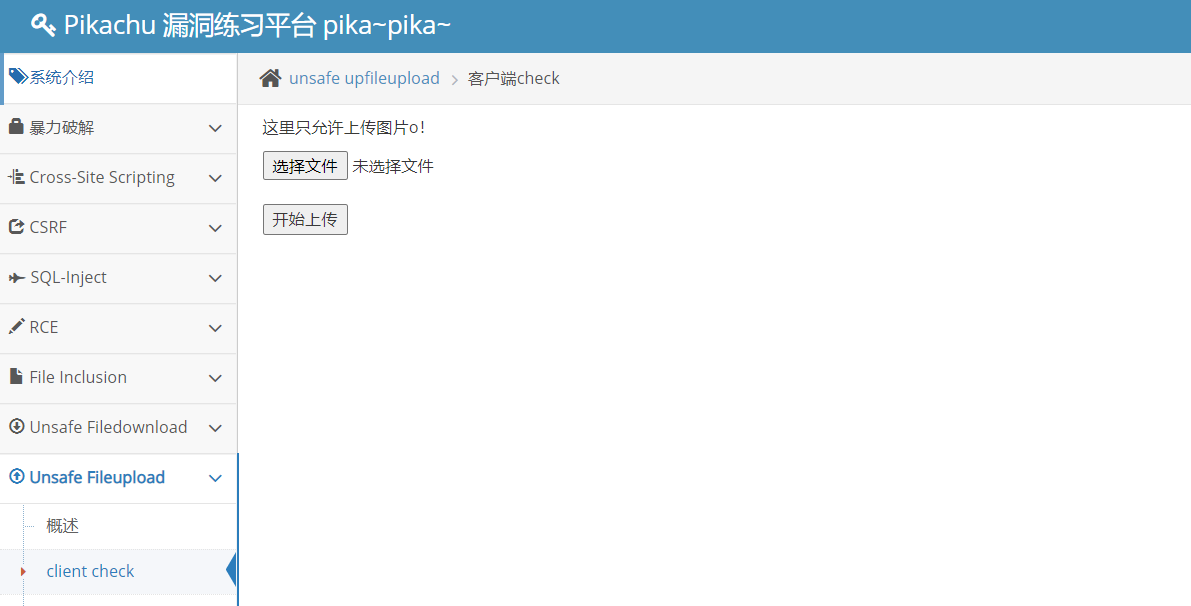 Pikachu 漏洞练习平台 pika~pika~
系统介绍
暴力破解
Cross-Site Scripting
CSRF
SQL-Inject
RCE
File Inclusion
Unsafe Filedownload
Unsafe Fileupload
概述
client check
unsafe upfileupload > 客户端check
这里只允许上传图片o！
选择文件 未选择文件
开始上传